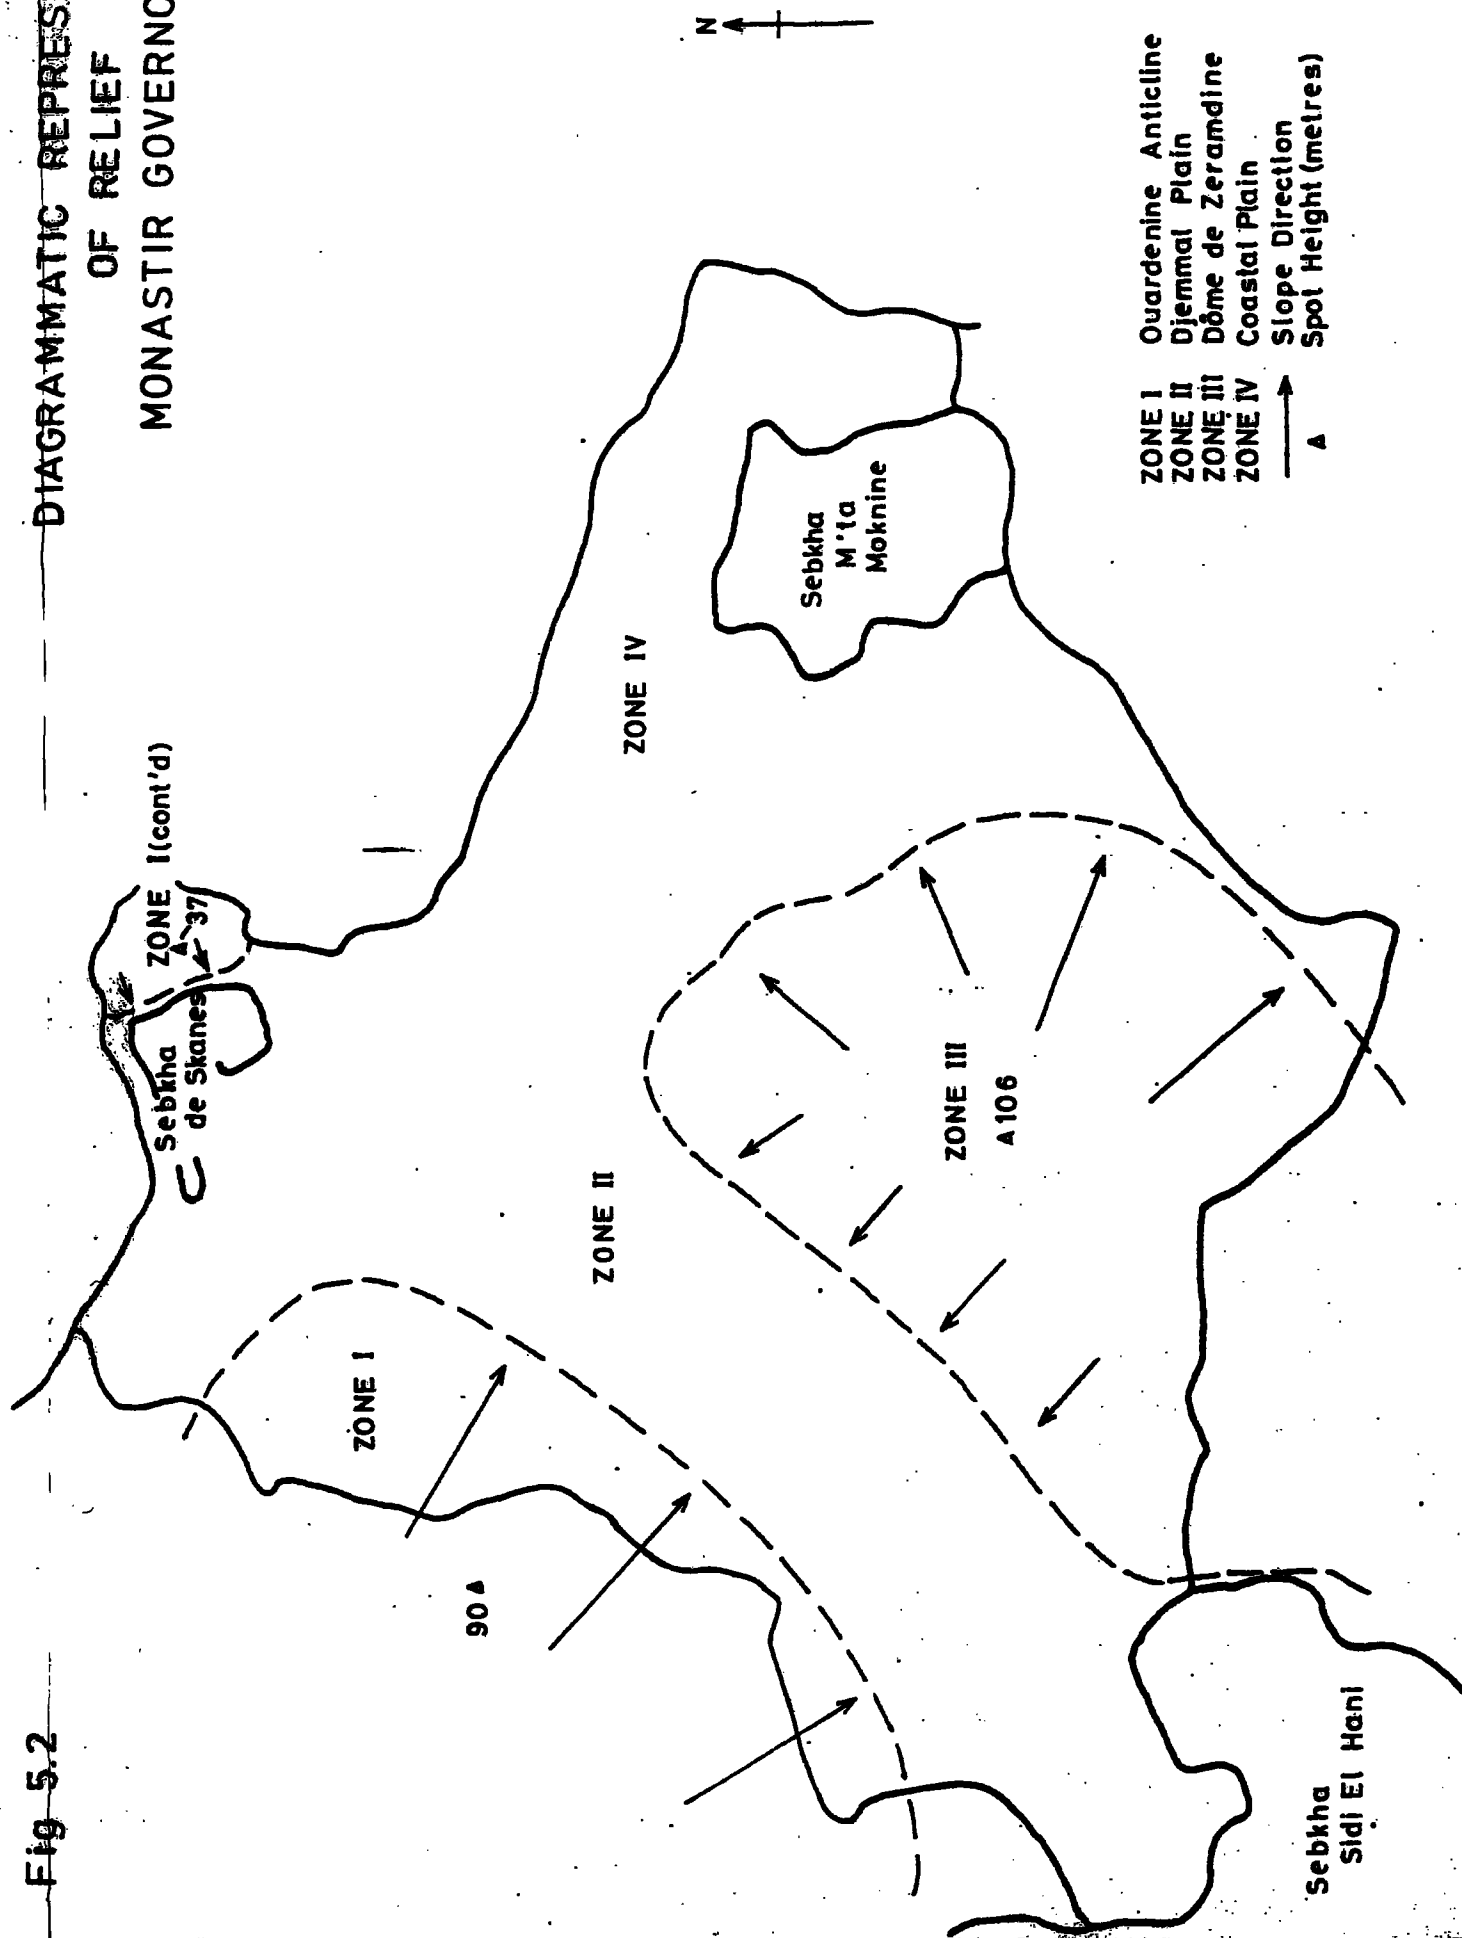 Fig 5.2
DIAGRAMMATIC
OF RELIEF
MONASTIR
N
ZONE I (cont'd)
37
Sebkha
de Skanes
ZONE I
90
ZONE II
ZONE IV
Sebkha
M'ta
Moknine
ZONE III
106
Sebkha
Sidi El Hani
ZONE I Ouardenine Anticline
ZONE II Djemmal Plain
ZONE III Dôme de Zeramdine
ZONE IV Coastal Plain
Slope Direction
Spot Height (metres)